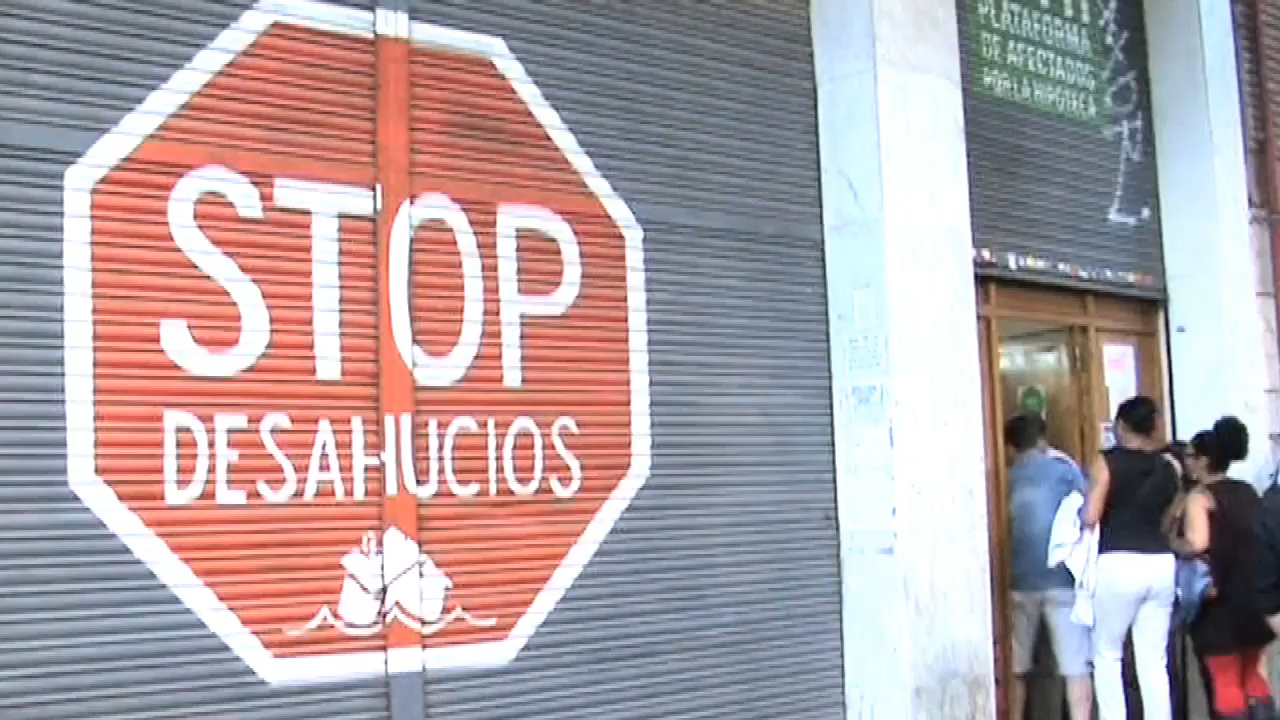 STOP
DESAHUCIOS
PLATAFORMA
DE AFECTADOS
POR LA HIPOTECA